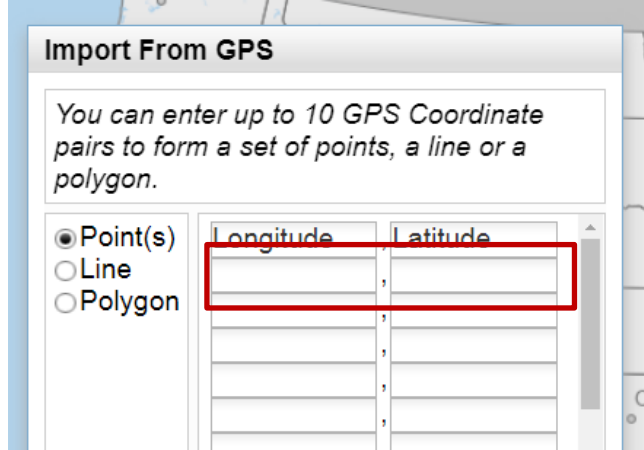 Import From GPS
You can enter up to 10 GPS Coordinate
pairs to form a set of points, a line or a
polygon.
Point(s)
Line
Polygon
Longitude , Latitude
,
,
,
,
,